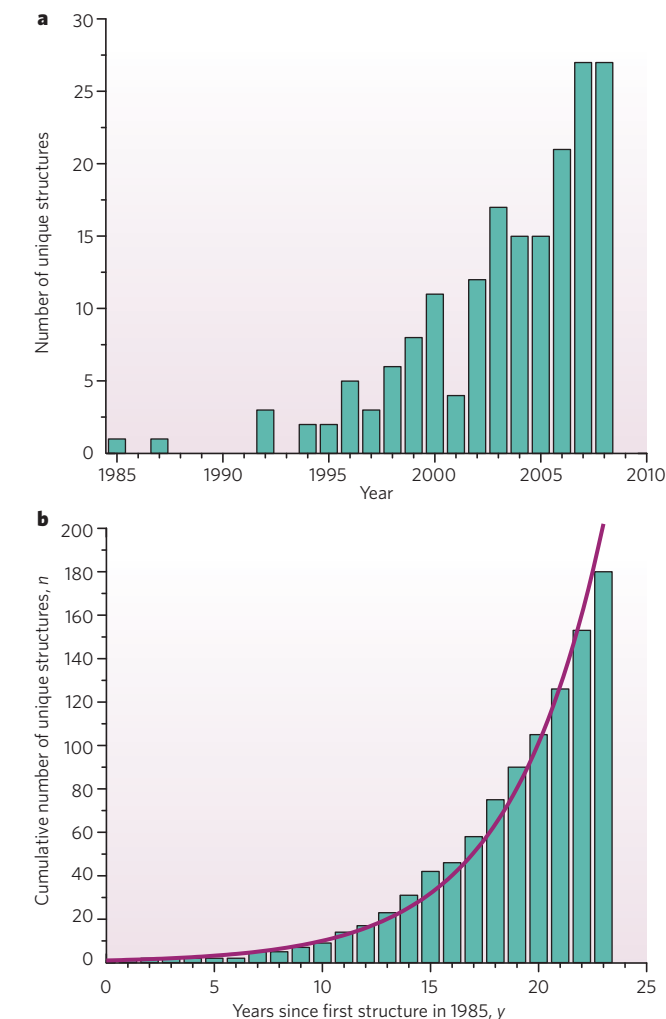 a
30
25
20
15
10
5
0
Number of unique structures
1985 1990 1995 2000 2005 2010
Year
b
200
180
160
140
120
100
80
60
40
20
0
Cumulative number of unique structures, n
0 5 10 15 20 25
Years since first structure in 1985, y